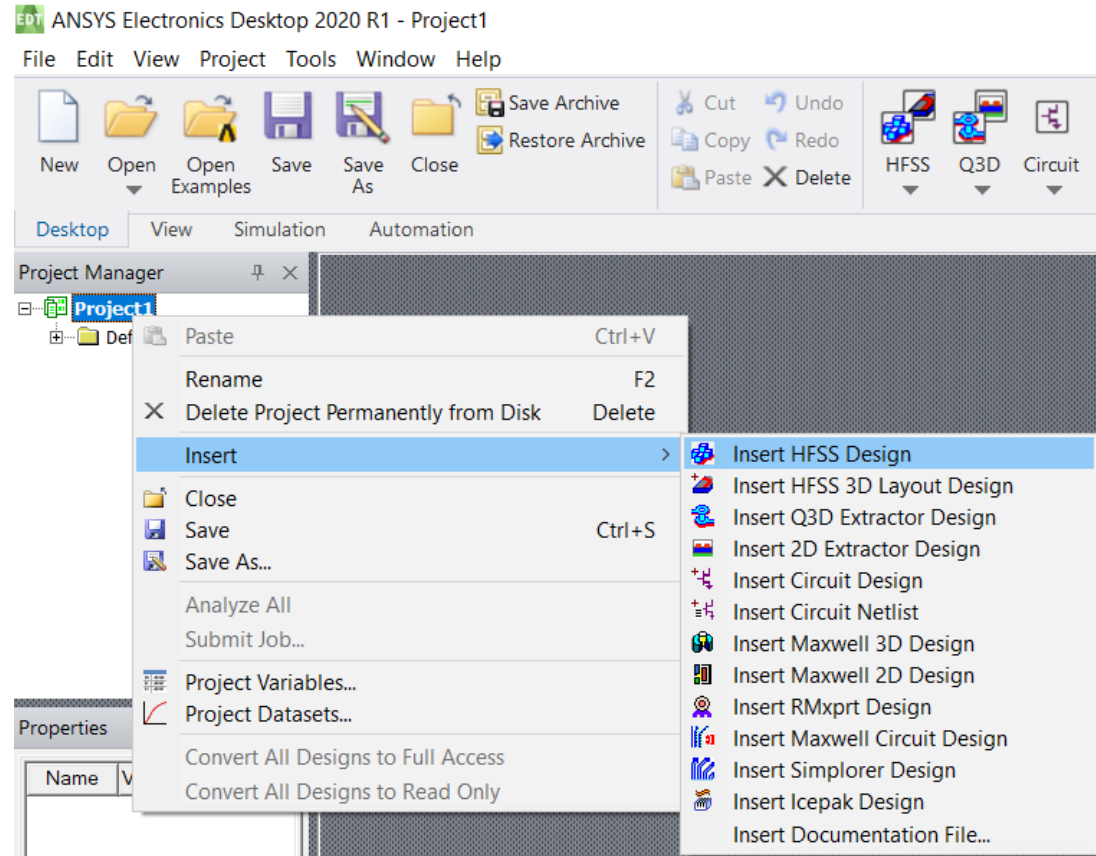 EDT ANSYS Electronics Desktop 2020 R1 - Project1
File Edit View Project Tools Window Help
New
Open
Open Examples
Save
Save As
Close
Save Archive
Restore Archive
Cut
Copy
Paste
Undo
Redo
Delete
HFSS
Q3D
Circuit
Desktop View Simulation Automation
Project Manager
Project1
Def
Paste Ctrl+V
Rename F2
Delete Project Permanently from Disk Delete
Insert
Close
Save Ctrl+S
Save As...
Analyze All
Submit Job...
Project Variables...
Project Datasets...
Convert All Designs to Full Access
Convert All Designs to Read Only
Insert HFSS Design
Insert HFSS 3D Layout Design
Insert Q3D Extractor Design
Insert 2D Extractor Design
Insert Circuit Design
Insert Circuit Netlist
Insert Maxwell 3D Design
Insert Maxwell 2D Design
Insert RMxprt Design
Insert Maxwell Circuit Design
Insert Simplorer Design
Insert Icepak Design
Insert Documentation File...
Properties
Name V